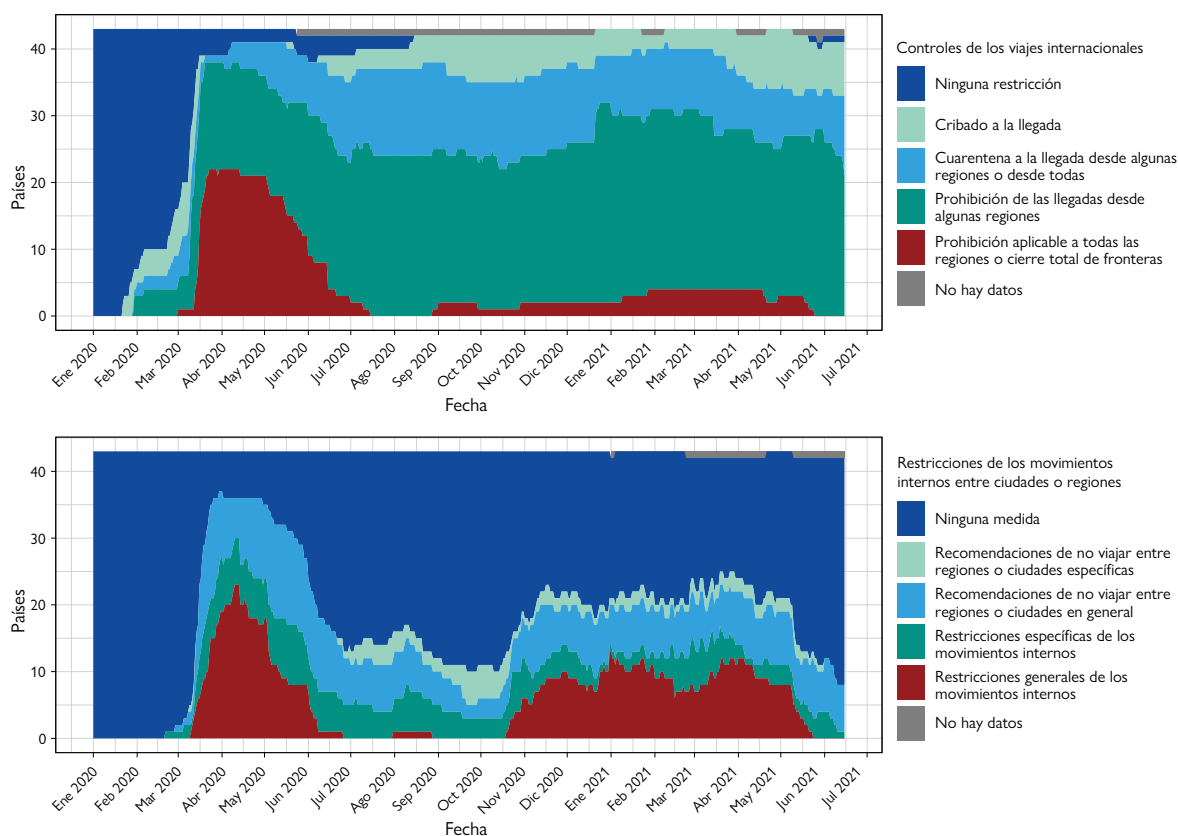 Países
40
30
20
10
0
Ene 2020
Feb 2020
Mar 2020
Abr 2020
May 2020
Jun 2020
Jul 2020
Ago 2020
Sep 2020
Oct 2020
Nov 2020
Dic 2020
Ene 2021
Feb 2021
Mar 2021
Abr 2021
May 2021
Jun 2021
Jul 2021
Fecha
Controles de los viajes internacionales
Ninguna restricción
Cribado a la llegada
Cuarentena a la llegada desde algunas
regiones o desde todas
Prohibición de las llegadas desde
algunas regiones
Prohibición aplicable a todas las
regiones o cierre total de fronteras
No hay datos
Países
40
30
20
10
0
Ene 2020
Feb 2020
Mar 2020
Abr 2020
May 2020
Jun 2020
Jul 2020
Ago 2020
Sep 2020
Oct 2020
Nov 2020
Dic 2020
Ene 2021
Feb 2021
Mar 2021
Abr 2021
May 2021
Jun 2021
Jul 2021
Fecha
Restricciones de los movimientos
internos entre ciudades o regiones
Ninguna medida
Recomendaciones de no viajar entre
regiones o ciudades específicas
Recomendaciones de no viajar entre
regiones o ciudades en general
Restricciones específicas de los
movimientos internos
Restricciones generales de los
movimientos internos
No hay datos